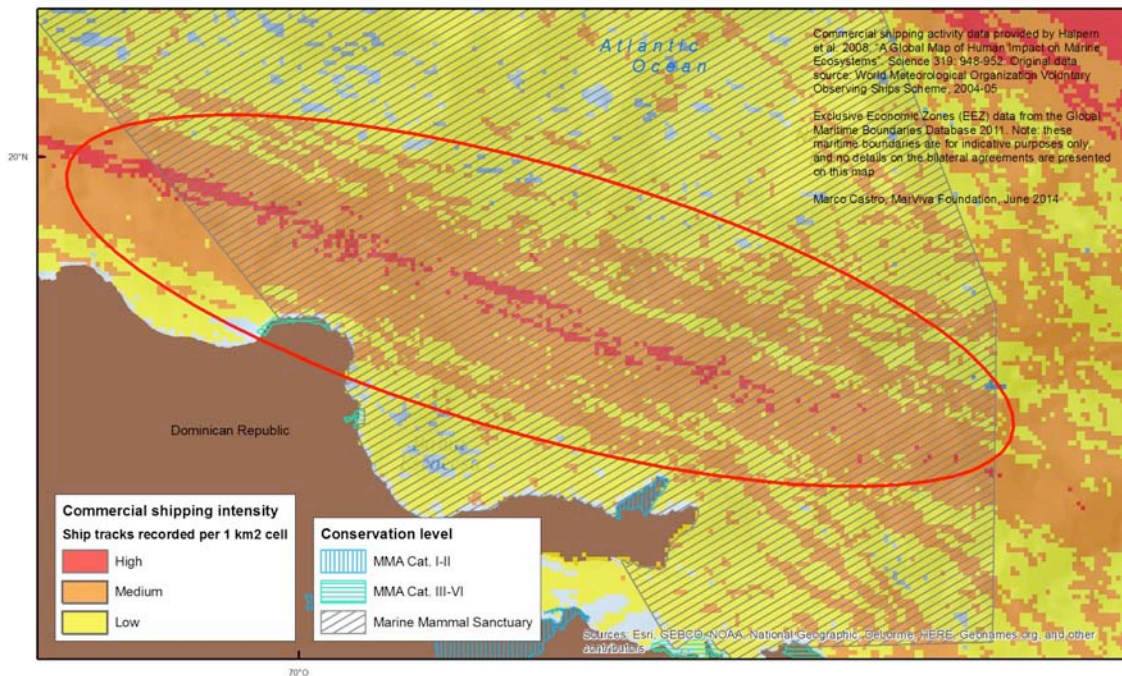 Atlantic
Ocean
Commercial shipping activity data provided by Halpern
et al. 2008, "A Global Map of Human Impact on Marine
Ecosystems". Science 319: 948-952. Original data
source: World Meteorological Organization Voluntary
Observing Ships Scheme, 2004-05
Exclusive Economic Zones (EEZ) data from the Global
Maritime Boundaries Database 2011. Note: these
maritime boundaries are for indicative purposes only,
and no details on the bilateral agreements are presented
on this map
Marco Castro, MarViva Foundation, June 2014
20°N
Dominican Republic
Commercial shipping intensity
Ship tracks recorded per 1 km2 cell
High
Medium
Low
Conservation level
MMA Cat. I-II
MMA Cat. III-VI
Marine Mammal Sanctuary
Sources: Esri, GEBCO, NOAA, National Geographic, DeLorme, HERE, Geonames.org, and other
contributors
70°O